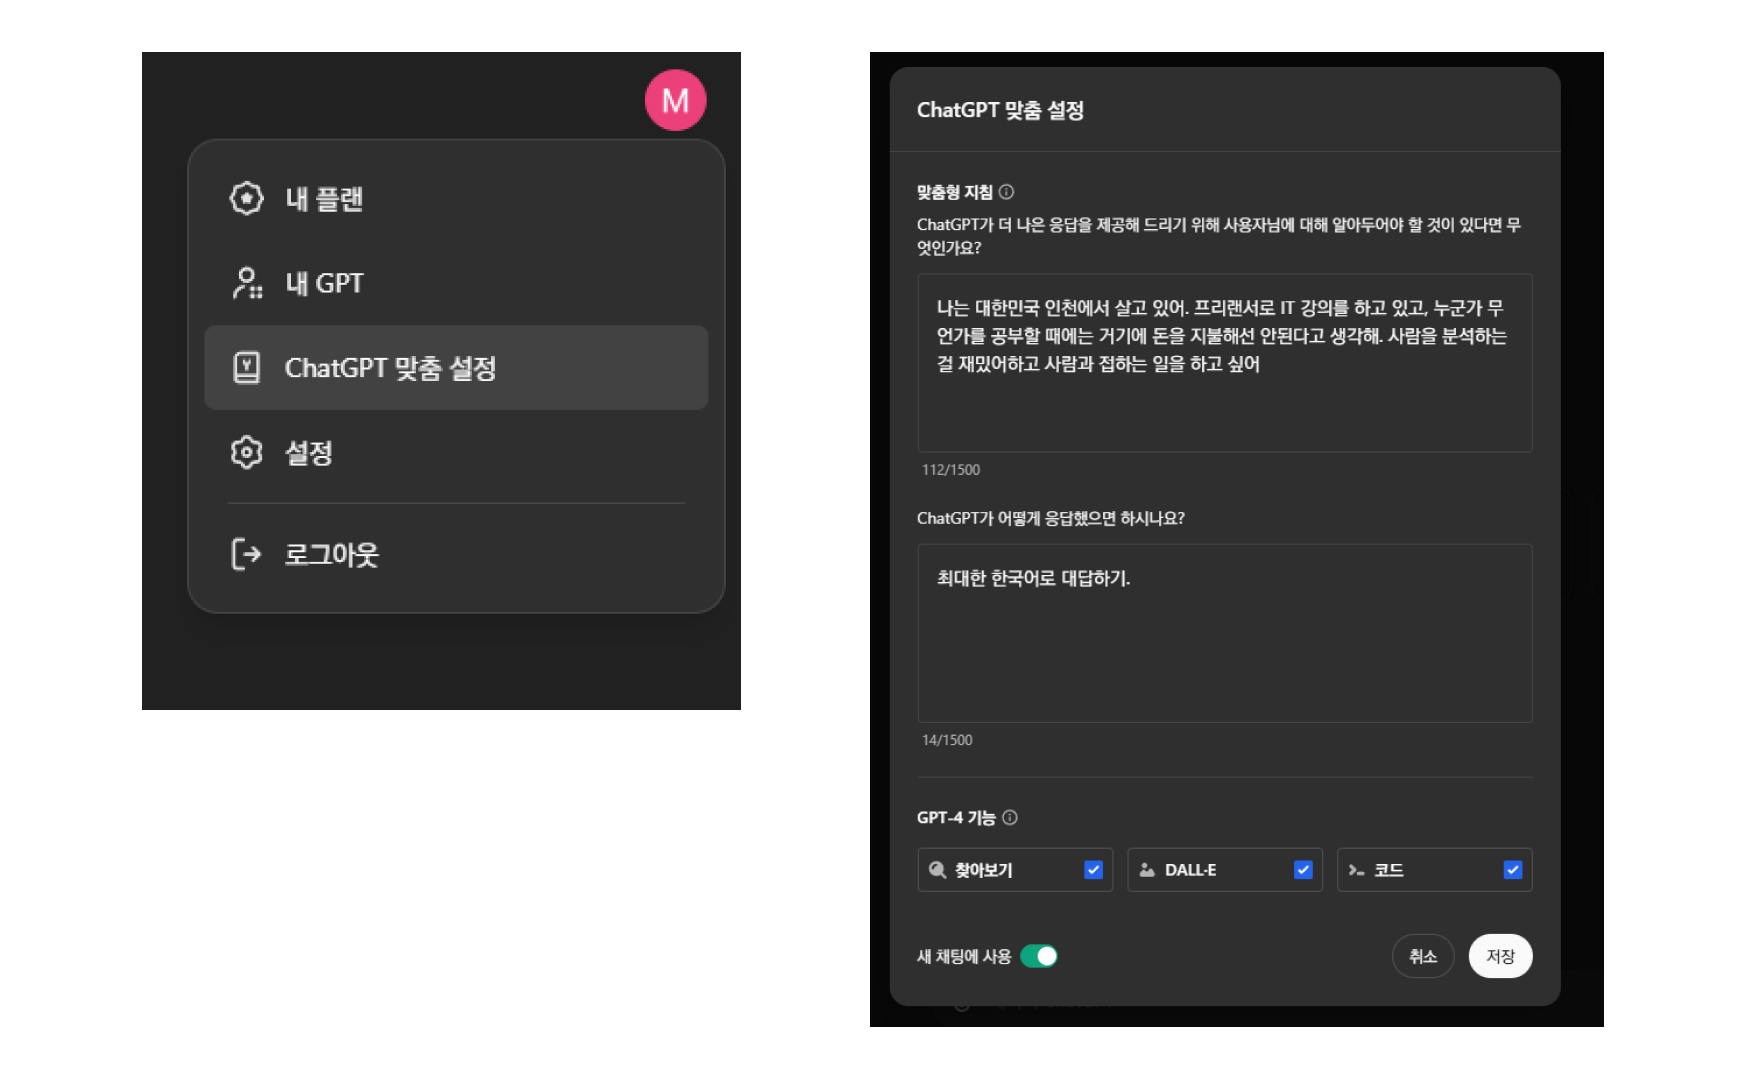 M
내 플랜
내 GPT
ChatGPT 맞춤 설정
설정
로그아웃
ChatGPT 맞춤 설정
맞춤형 지침
ChatGPT가 더 나은 응답을 제공해 드리기 위해 사용자님에 대해 알아두어야 할 것이 있다면 무
엇인가요?
나는 대한민국 인천에서 살고 있어. 프리랜서로 IT 강의를 하고 있고, 누군가 무
언가를 공부할 때에는 거기에 돈을 지불해선 안된다고 생각해. 사람을 분석하는
걸 재밌어하고 사람과 접하는 일을 하고 싶어
112/1500
ChatGPT가 어떻게 응답했으면 하시나요?
최대한 한국어로 대답하기.
14/1500
GPT-4 기능
찾아보기
DALL·E
코드
새 채팅에 사용
취소
저장